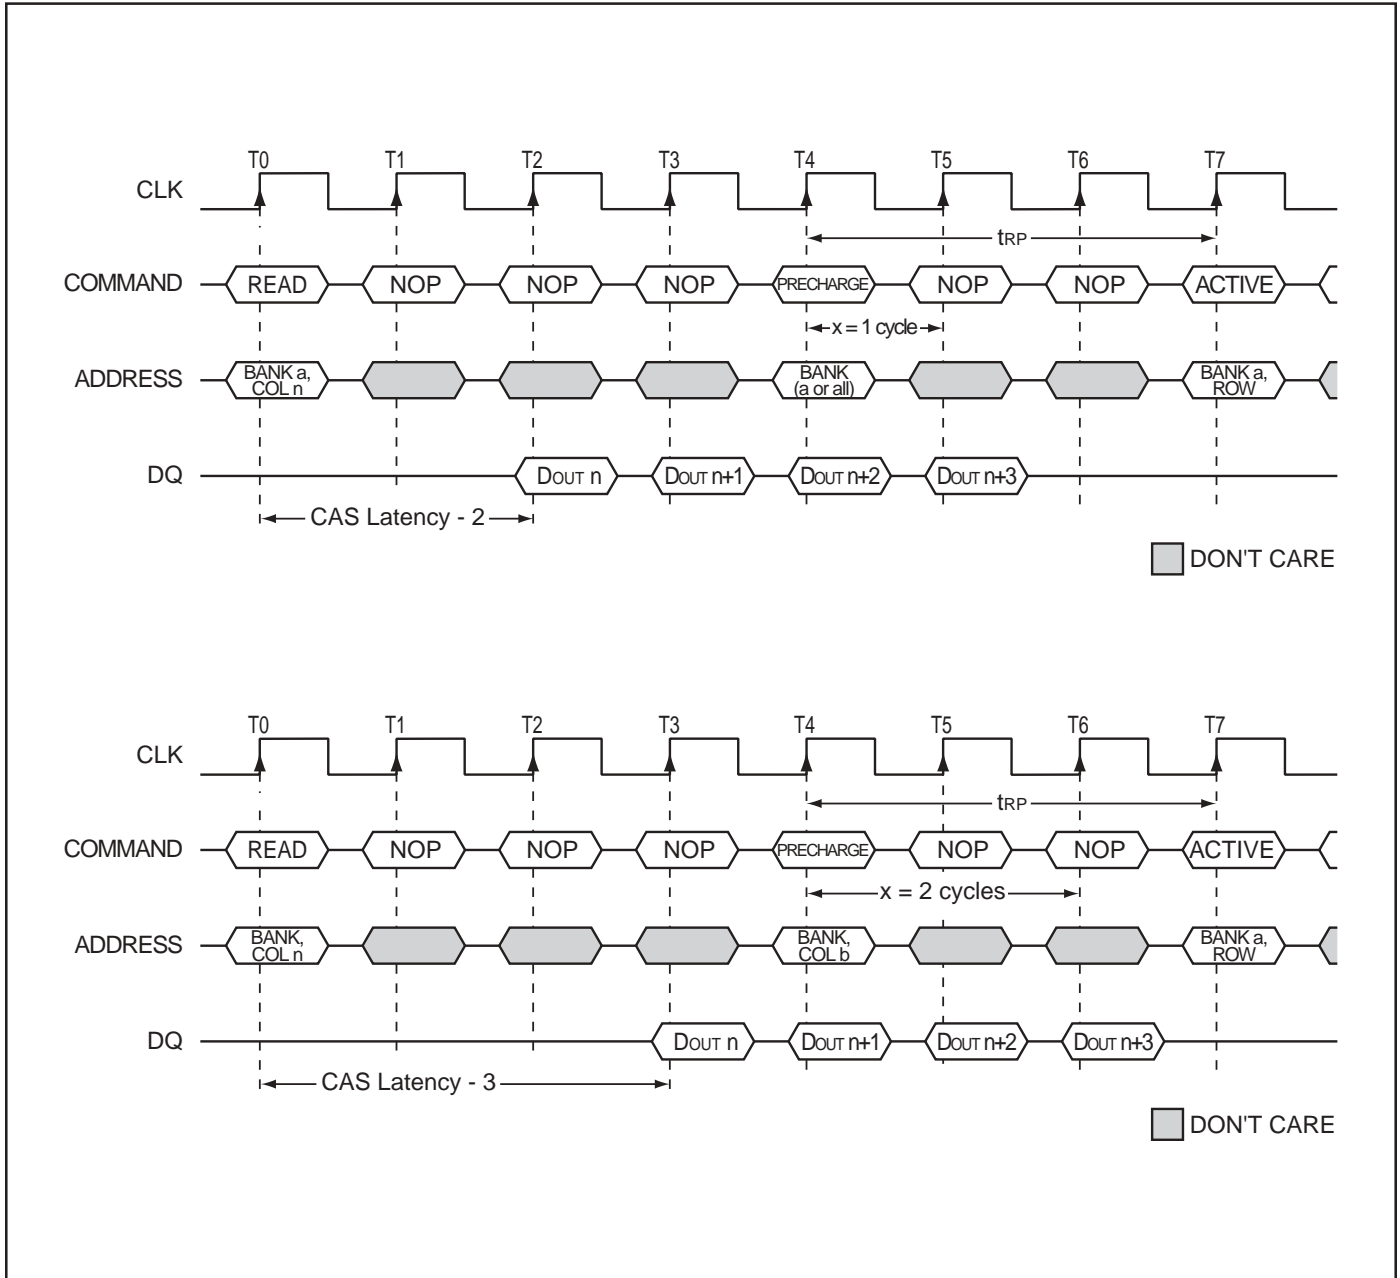 T0 T1 T2 T3 T4 T5 T6 T7
CLK
tRP
COMMAND READ NOP NOP NOP PRECHARGE NOP NOP ACTIVE
x = 1 cycle
ADDRESS BANK a, COL n BANK (a or all) BANK a, ROW
DQ DOUT n DOUT n+1 DOUT n+2 DOUT n+3
CAS Latency - 2
DON'T CARE
T0 T1 T2 T3 T4 T5 T6 T7
CLK
tRP
COMMAND READ NOP NOP NOP PRECHARGE NOP NOP ACTIVE
x = 2 cycles
ADDRESS BANK, COL n BANK, COL b BANK a, ROW
DQ DOUT n DOUT n+1 DOUT n+2 DOUT n+3
CAS Latency - 3
DON'T CARE